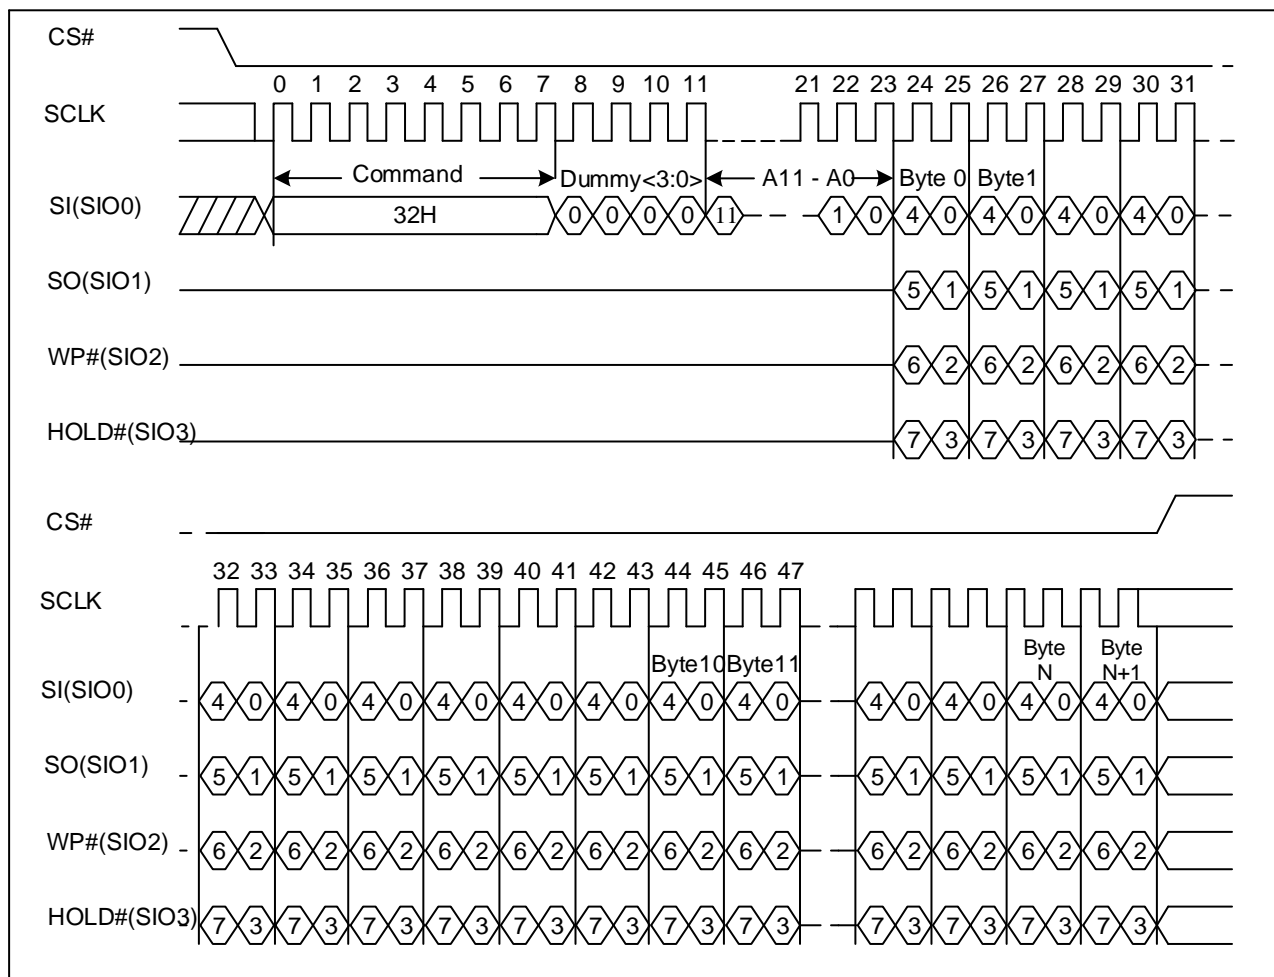 CS#
0 1 2 3 4 5 6 7 8 9 10 11 21 22 23 24 25 26 27 28 29 30 31
SCLK
Command Dummy<3:0> A11 - A0 Byte 0 Byte1
SI(SIO0) 32H 0 0 0 0 11 1 0 4 0 4 0 4 0 4 0
SO(SIO1) 5 1 5 1 5 1 5 1
WP#(SIO2) 6 2 6 2 6 2 6 2
HOLD#(SIO3) 7 3 7 3 7 3 7 3
CS#
32 33 34 35 36 37 38 39 40 41 42 43 44 45 46 47
SCLK
Byte10 Byte11 Byte N Byte N+1
SI(SIO0) 4 0 4 0 4 0 4 0 4 0 4 0 4 0 4 0 4 0 4 0 4 0 4 0
SO(SIO1) 5 1 5 1 5 1 5 1 5 1 5 1 5 1 5 1 5 1 5 1 5 1 5 1
WP#(SIO2) 6 2 6 2 6 2 6 2 6 2 6 2 6 2 6 2 6 2 6 2 6 2 6 2
HOLD#(SIO3) 7 3 7 3 7 3 7 3 7 3 7 3 7 3 7 3 7 3 7 3 7 3 7 3